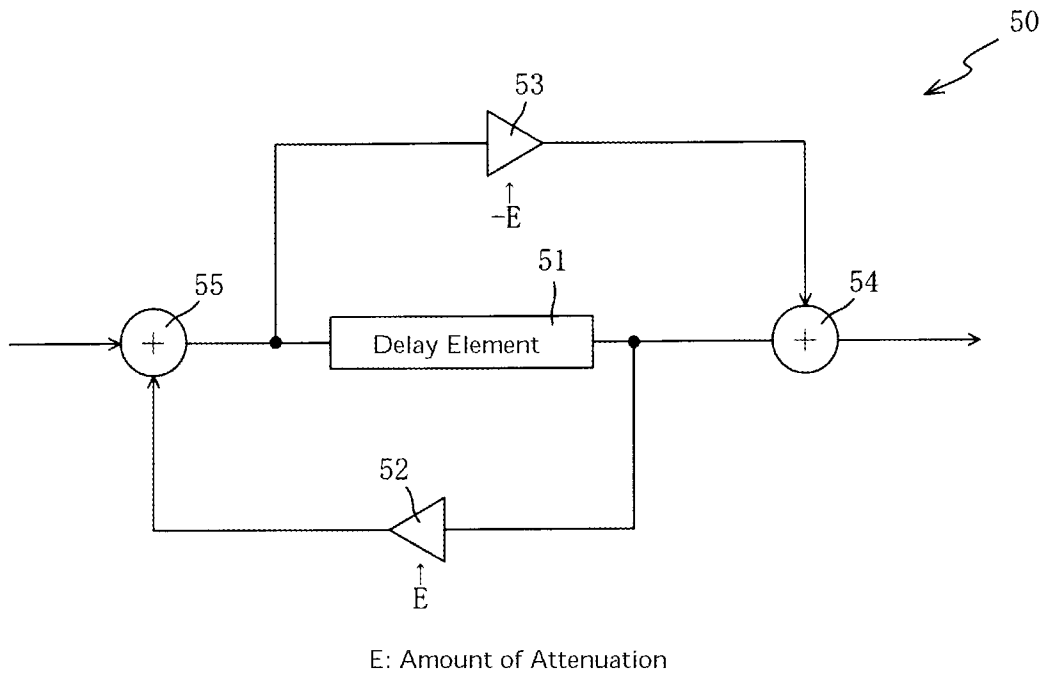 50
53
-E
51
55
54
+
Delay Element
+
52
E
E: Amount of Attenuation